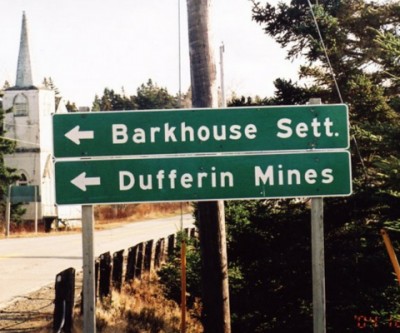 Barkhouse Sett.
Dufferin Mines